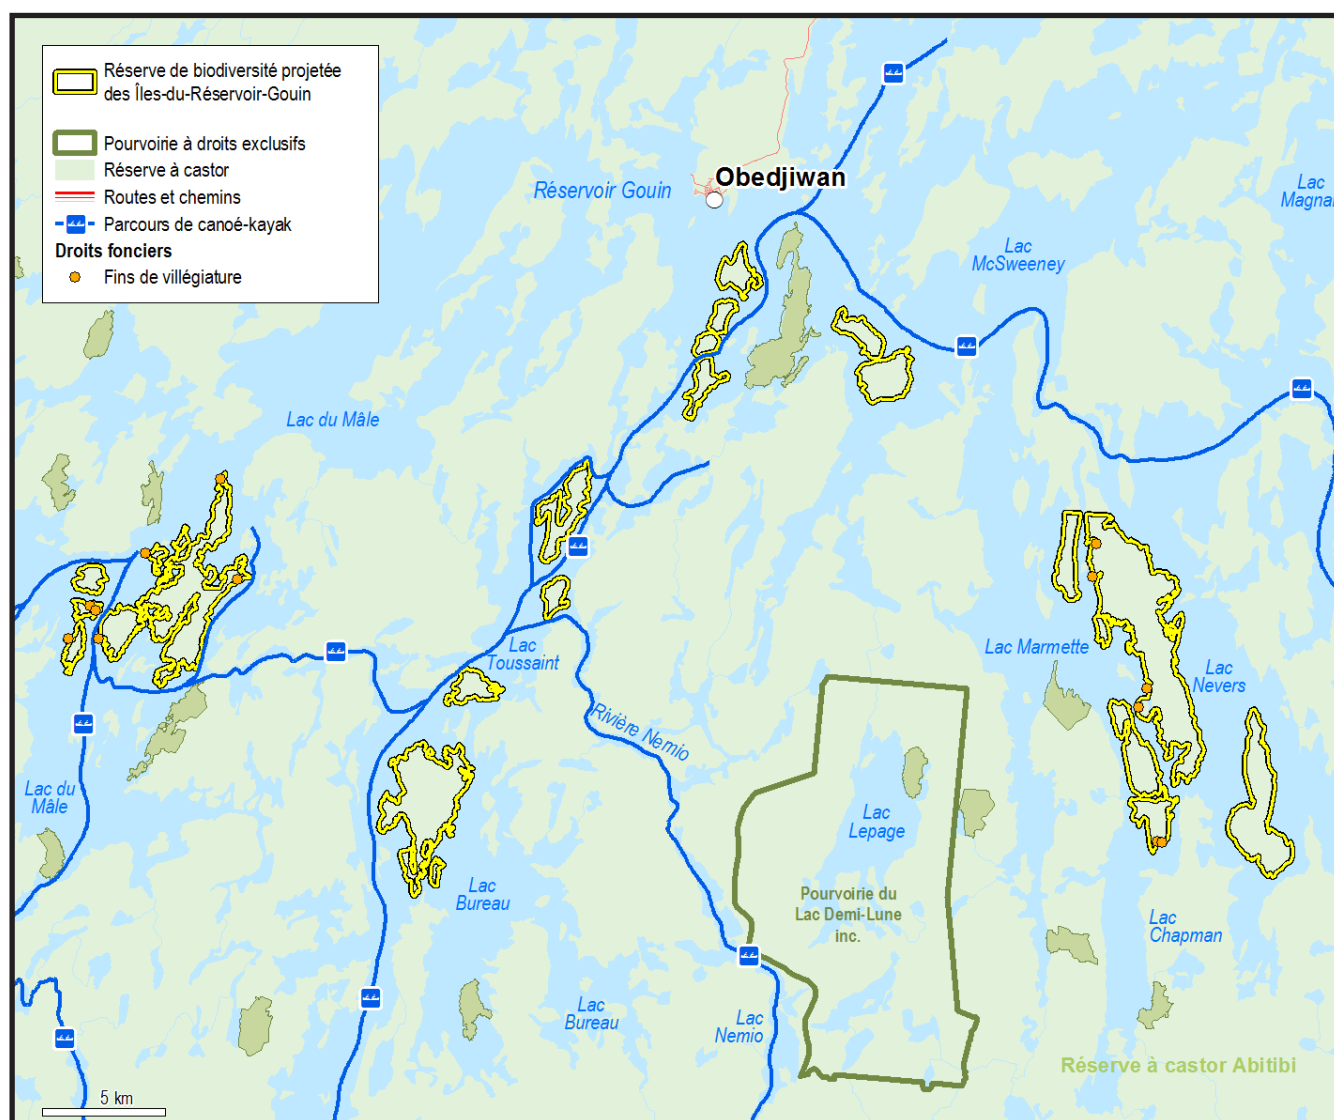 Réserve de biodiversité projetée
des Îles-du-Réservoir-Gouin
Pourvoirie à droits exclusifs
Réserve à castor
Routes et chemins
Parcours de canoé-kayak
Droits fonciers
Fins de villégiature
Obedjiwan
Réservoir Gouin
Lac
Lac
McSweeney
Lac du Mâle
Lac
Toussaint
Lac Marmette
Lac
Nevers
Rivière Nemio
Lac du
Mâle
Lac
Lepage
Lac
Bureau
Pourvoirie du
Lac Demi-Lune
inc.
Lac
Chapman
Lac
Bureau
Lac
Nemio
Réserve à castor Abitibi
5 km